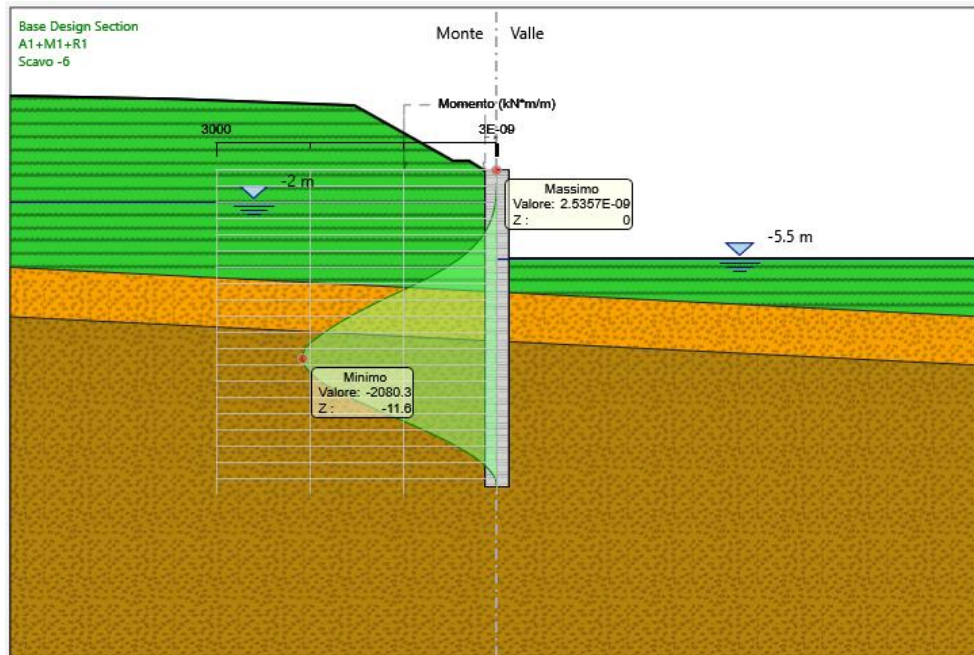 Base Design Section
A1+M1+R1
Scavo -6
Monte
Valle
Momento (kN*m/m)
3000
3E-09
-2 m
Massimo
Valore: 2.5357E-09
Z : 0
-5.5 m
Minimo
Valore: -2080.3
Z : -11.6